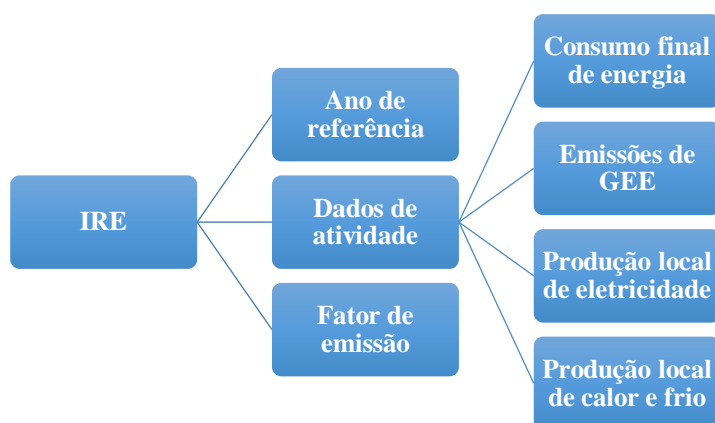 IRE
Ano de
referência
Dados de
atividade
Fator de
emissão
Consumo final
de energia
Emissões de
GEE
Produção local
de eletricidade
Produção local
de calor e frio